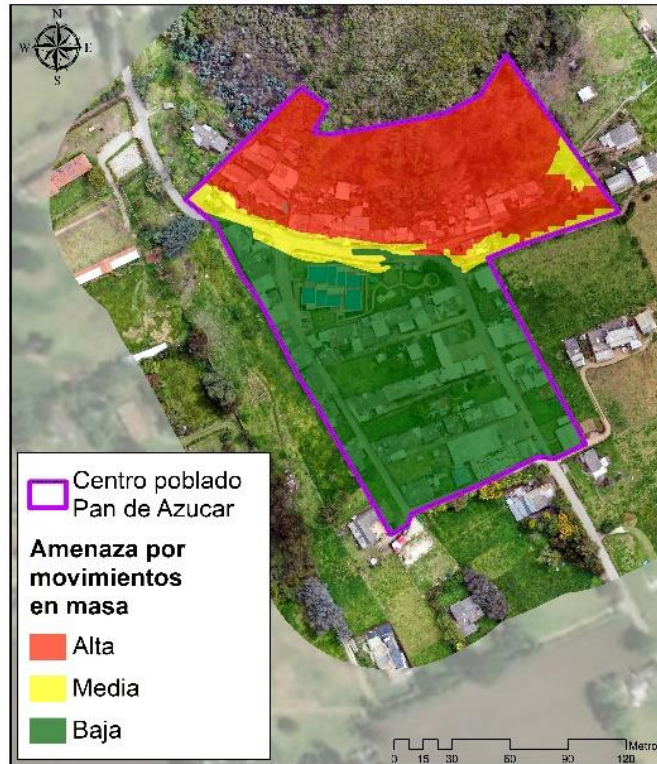 N
W E
S
Centro poblado
Pan de Azucar
Amenaza por
movimientos
en masa
Alta
Media
Baja
Metro
0 15 30 60 90 120